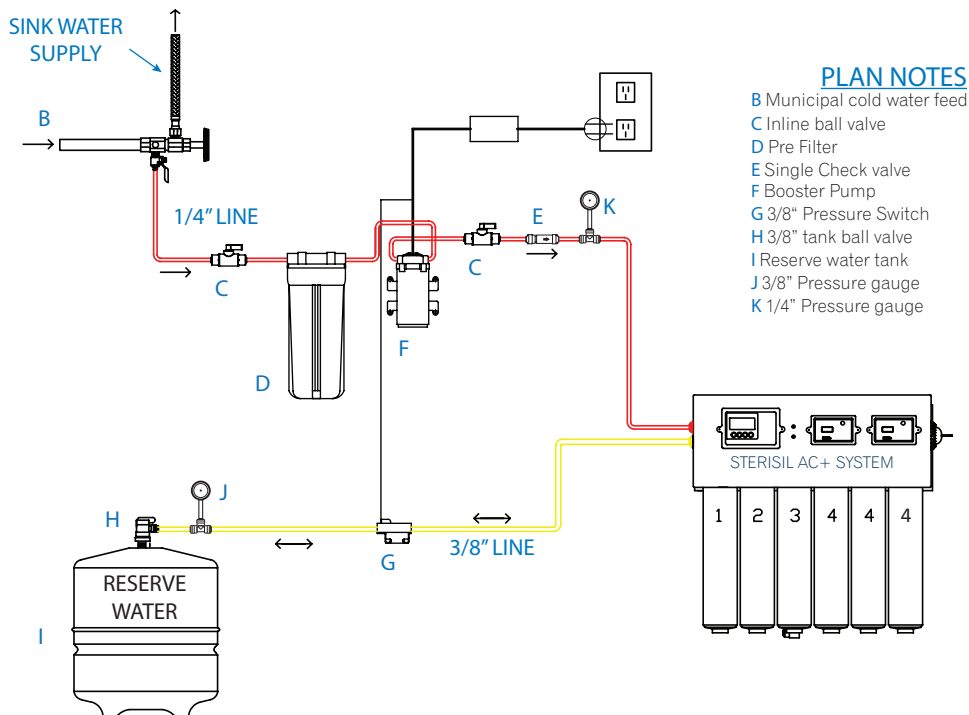 SINK WATER
SUPPLY
B
1/4” LINE
C
D
F
C
E
K
PLAN NOTES
B Municipal cold water feed
C Inline ball valve
D Pre Filter
E Single Check valve
F Booster Pump
G 3/8“ Pressure Switch
H 3/8” tank ball valve
I Reserve water tank
J 3/8” Pressure gauge
K 1/4” Pressure gauge
STERISIL AC+ SYSTEM
1 2 3 4 4 4
H
J
G
3/8” LINE
RESERVE
WATER
I